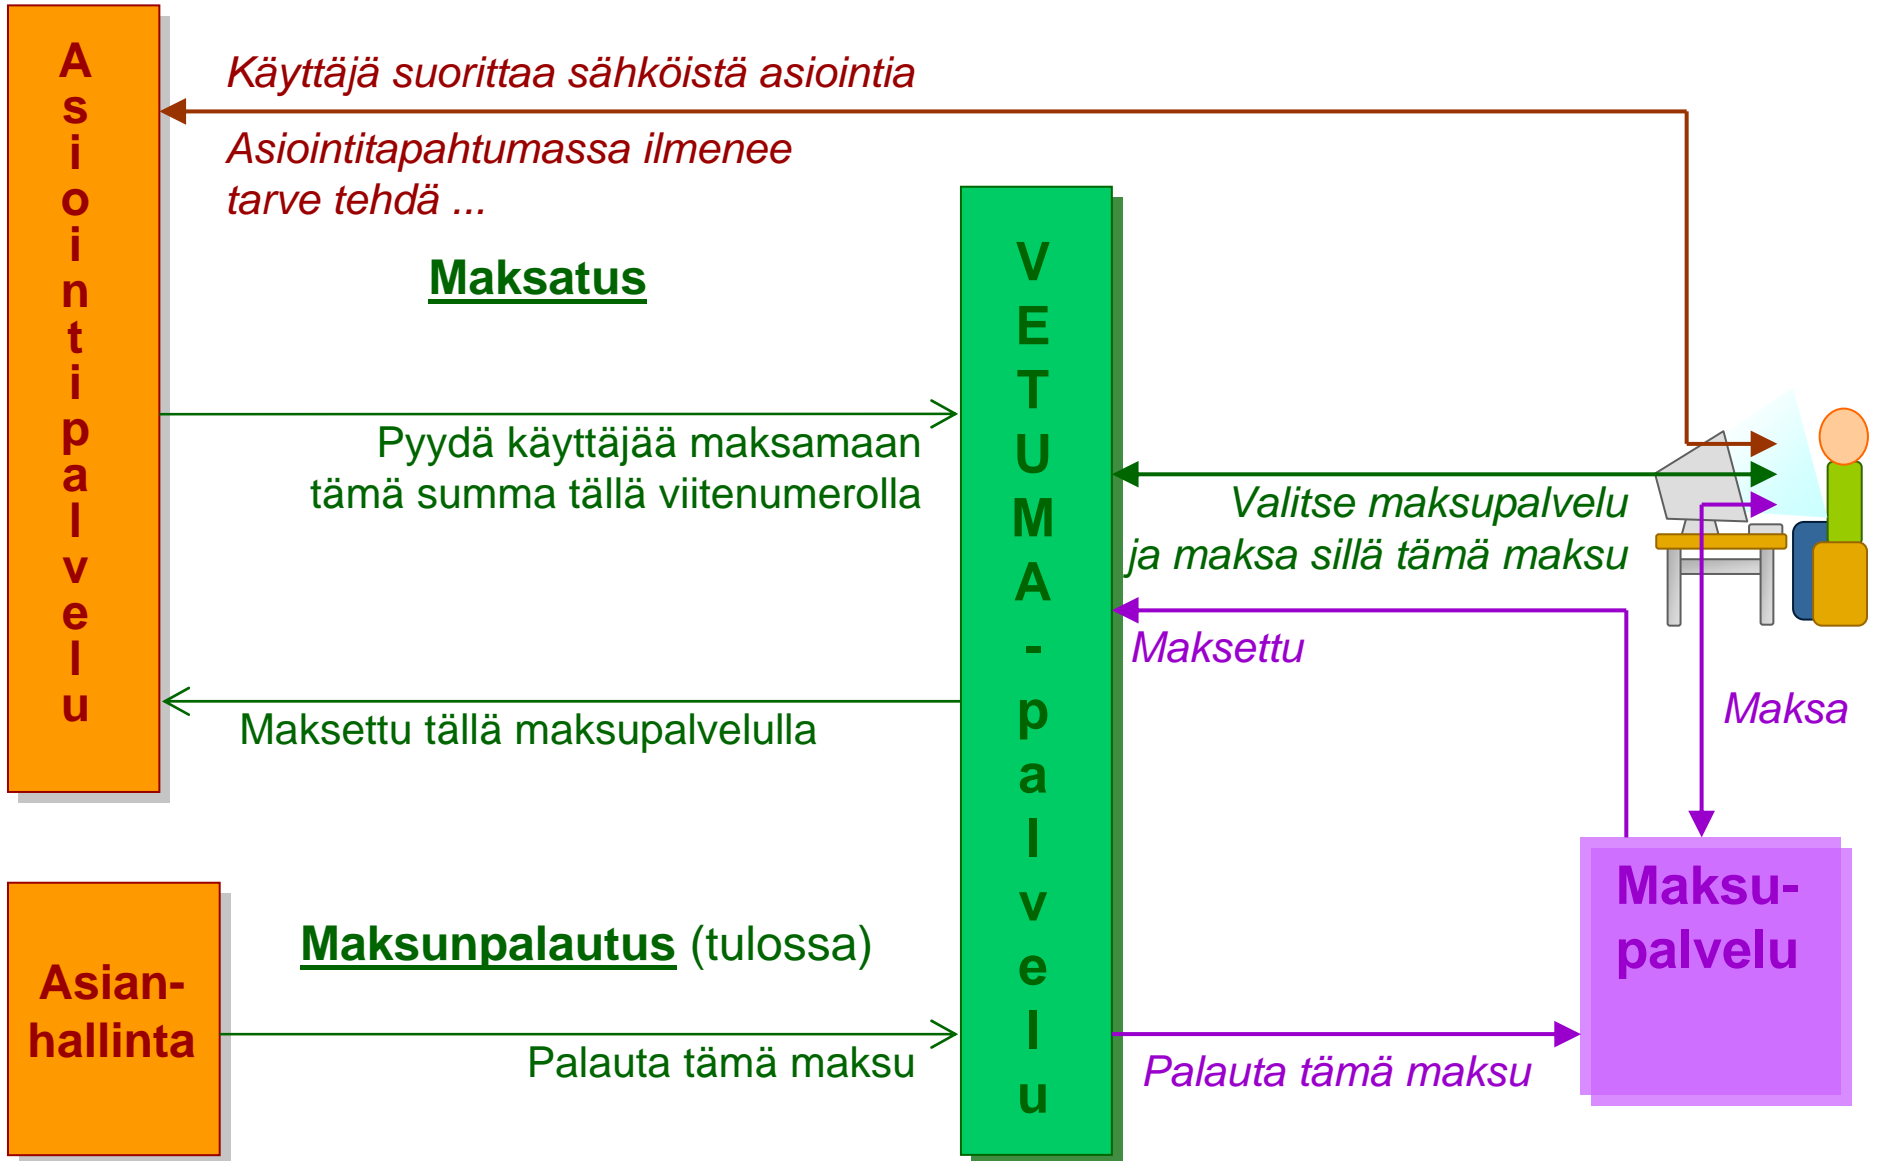 Asiointipalvelu
Käyttäjä suorittaa sähköistä asiointia
Asiointitapahtumassa ilmenee
tarve tehdä ...
Maksatus
VETUMA-palvelu
Pyydä käyttäjää maksamaan
tämä summa tällä viitenumerolla
Valitse maksupalvelu
ja maksa sillä tämä maksu
Maksettu
Maksettu tällä maksupalvelulla
Maksa
Maksu-
palvelu
Asian-
hallinta
Maksunpalautus (tulossa)
Palauta tämä maksu
Palauta tämä maksu